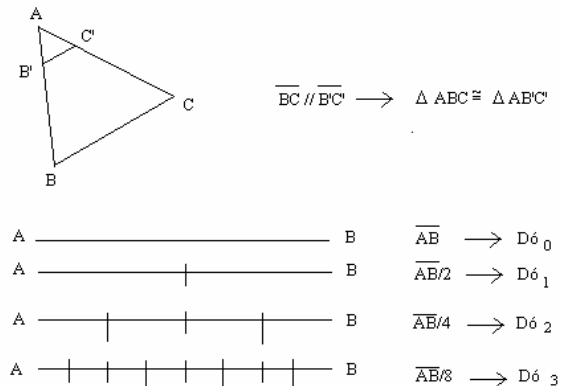 A
C'
B'
C
B
BC // B'C' → Δ ABC ≅ Δ AB'C'
A B AB → Dó 0
A B AB/2 → Dó 1
A B AB/4 → Dó 2
A B AB/8 → Dó 3